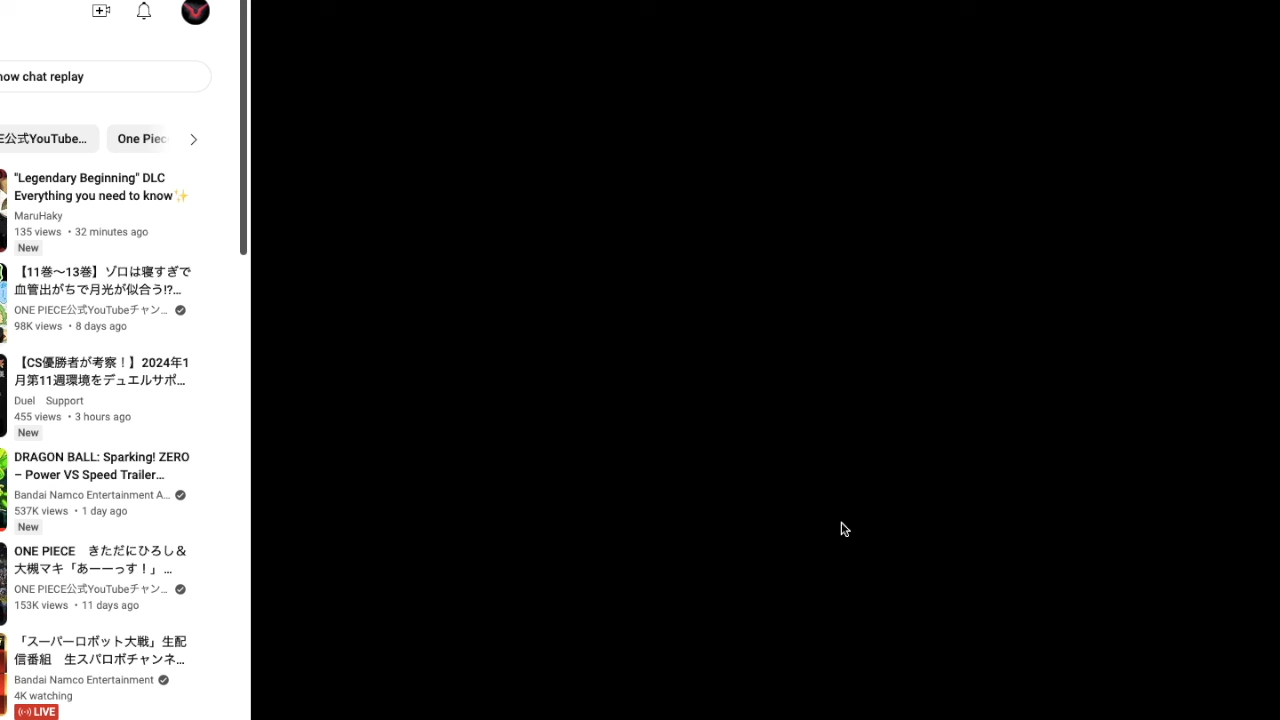 now chat replay
E公式YouTube...
One Piec
"Legendary Beginning" DLC
Everything you need to know✨
MaruHaky
135 views • 32 minutes ago
New
【11巻〜13巻】ゾロは寝すぎで
血管出がちで月光が似合う!?...
ONE PIECE公式YouTubeチャン...
98K views • 8 days ago
【CS優勝者が考察！】2024年1
月第11週環境をデュエルサポ...
Duel Support
455 views • 3 hours ago
New
DRAGON BALL: Sparking! ZERO
– Power VS Speed Trailer...
Bandai Namco Entertainment A...
537K views • 1 day ago
New
ONE PIECE きただにひろし＆
大槻マキ「あーーっす！」...
ONE PIECE公式YouTubeチャン...
153K views • 11 days ago
「スーパーロボット大戦」生配
信番組 生スパロボチャンネ...
Bandai Namco Entertainment
4K watching
LIVE